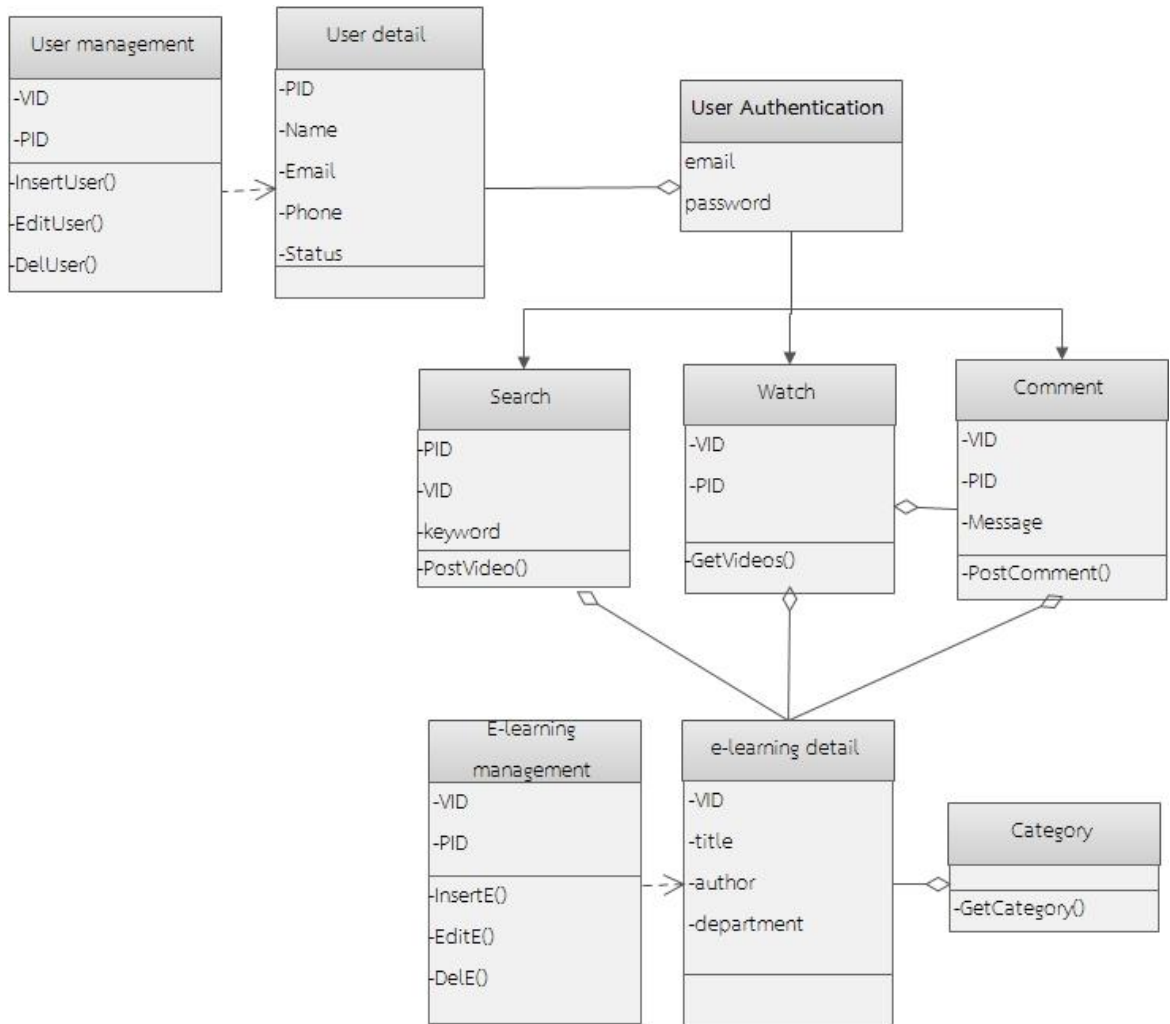 User management
-VID
-PID
-InsertUser()
-EditUser()
-DelUser()
User detail
-PID
-Name
-Email
-Phone
-Status
User Authentication
email
password
Search
-PID
-VID
-keyword
-PostVideo()
Watch
-VID
-PID
-GetVideos()
Comment
-VID
-PID
-Message
-PostComment()
E-learning
management
-VID
-PID
-InsertE()
-EditE()
-DelE()
e-learning detail
-VID
-title
-author
-department
Category
-GetCategory()